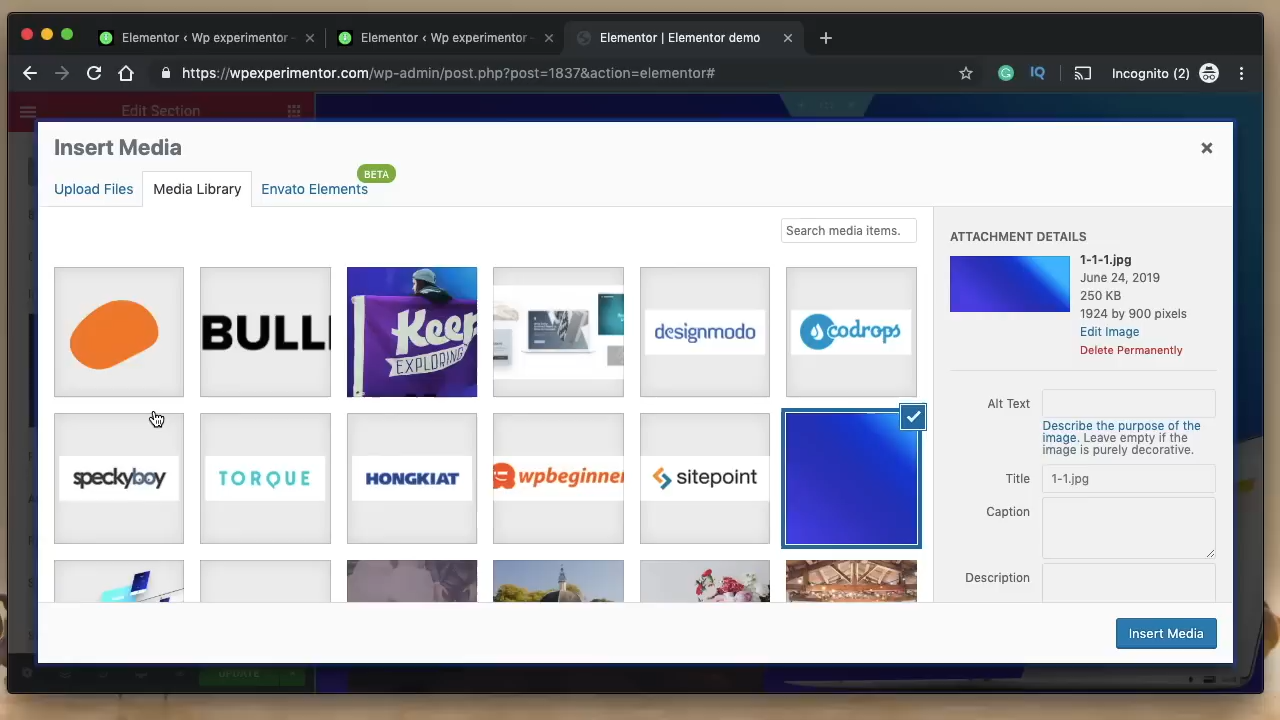 Elementor ‹ Wp experimentor -
Elementor ‹ Wp experimentor -
Elementor | Elementor demo
https://wpexperimentor.com/wp-admin/post.php?post=1837&action=elementor#
IQ
Incognito (2)
Edit Section
Insert Media
BETA
Upload Files
Media Library
Envato Elements
Search media items.
ATTACHMENT DETAILS
1-1-1.jpg
June 24, 2019
250 KB
1924 by 900 pixels
Edit Image
Delete Permanently
BULL
Keep
EXPLORING
designmodo
codrops
Alt Text
Describe the purpose of the
image. Leave empty if the
image is purely decorative.
speckyboy
TORQUE
HONGKIAT
wpbeginner
sitepoint
Title
1-1.jpg
Caption
Description
Insert Media
UPDATE